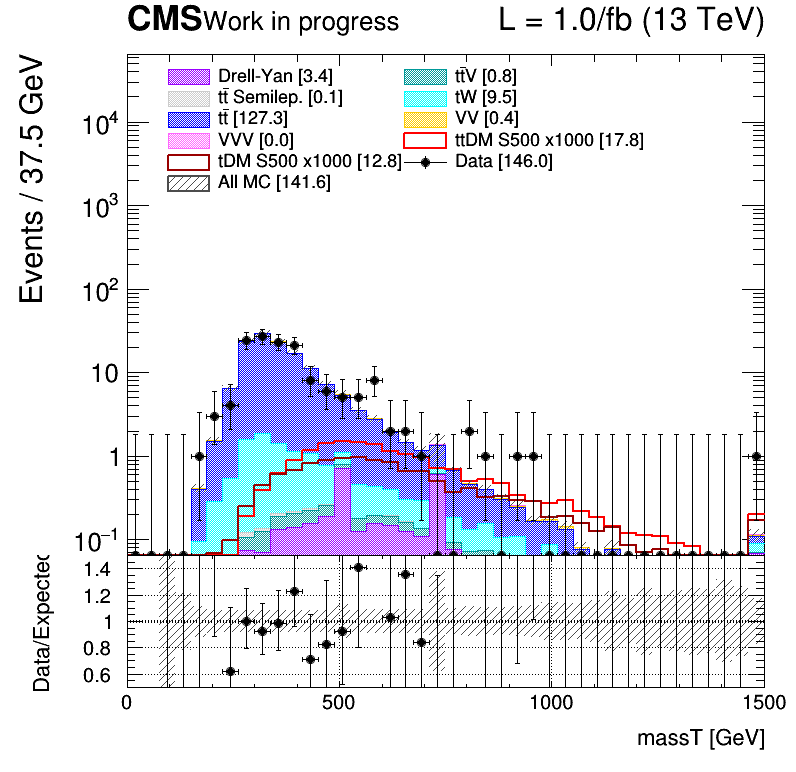 CMS Work in progress L = 1.0/fb (13 TeV)
Drell-Yan [3.4] tt̄V [0.8]
tt̄ Semilep. [0.1] tW [9.5]
tt̄ [127.3] VV [0.4]
VVV [0.0] ttDM S500 x1000 [17.8]
tDM S500 x1000 [12.8] Data [146.0]
All MC [141.6]
Events / 37.5 GeV
10⁴
10³
10²
10
1
10⁻¹
Data/Expected
1.4
1.2
1
0.8
0.6
0 500 1000 1500
massT [GeV]